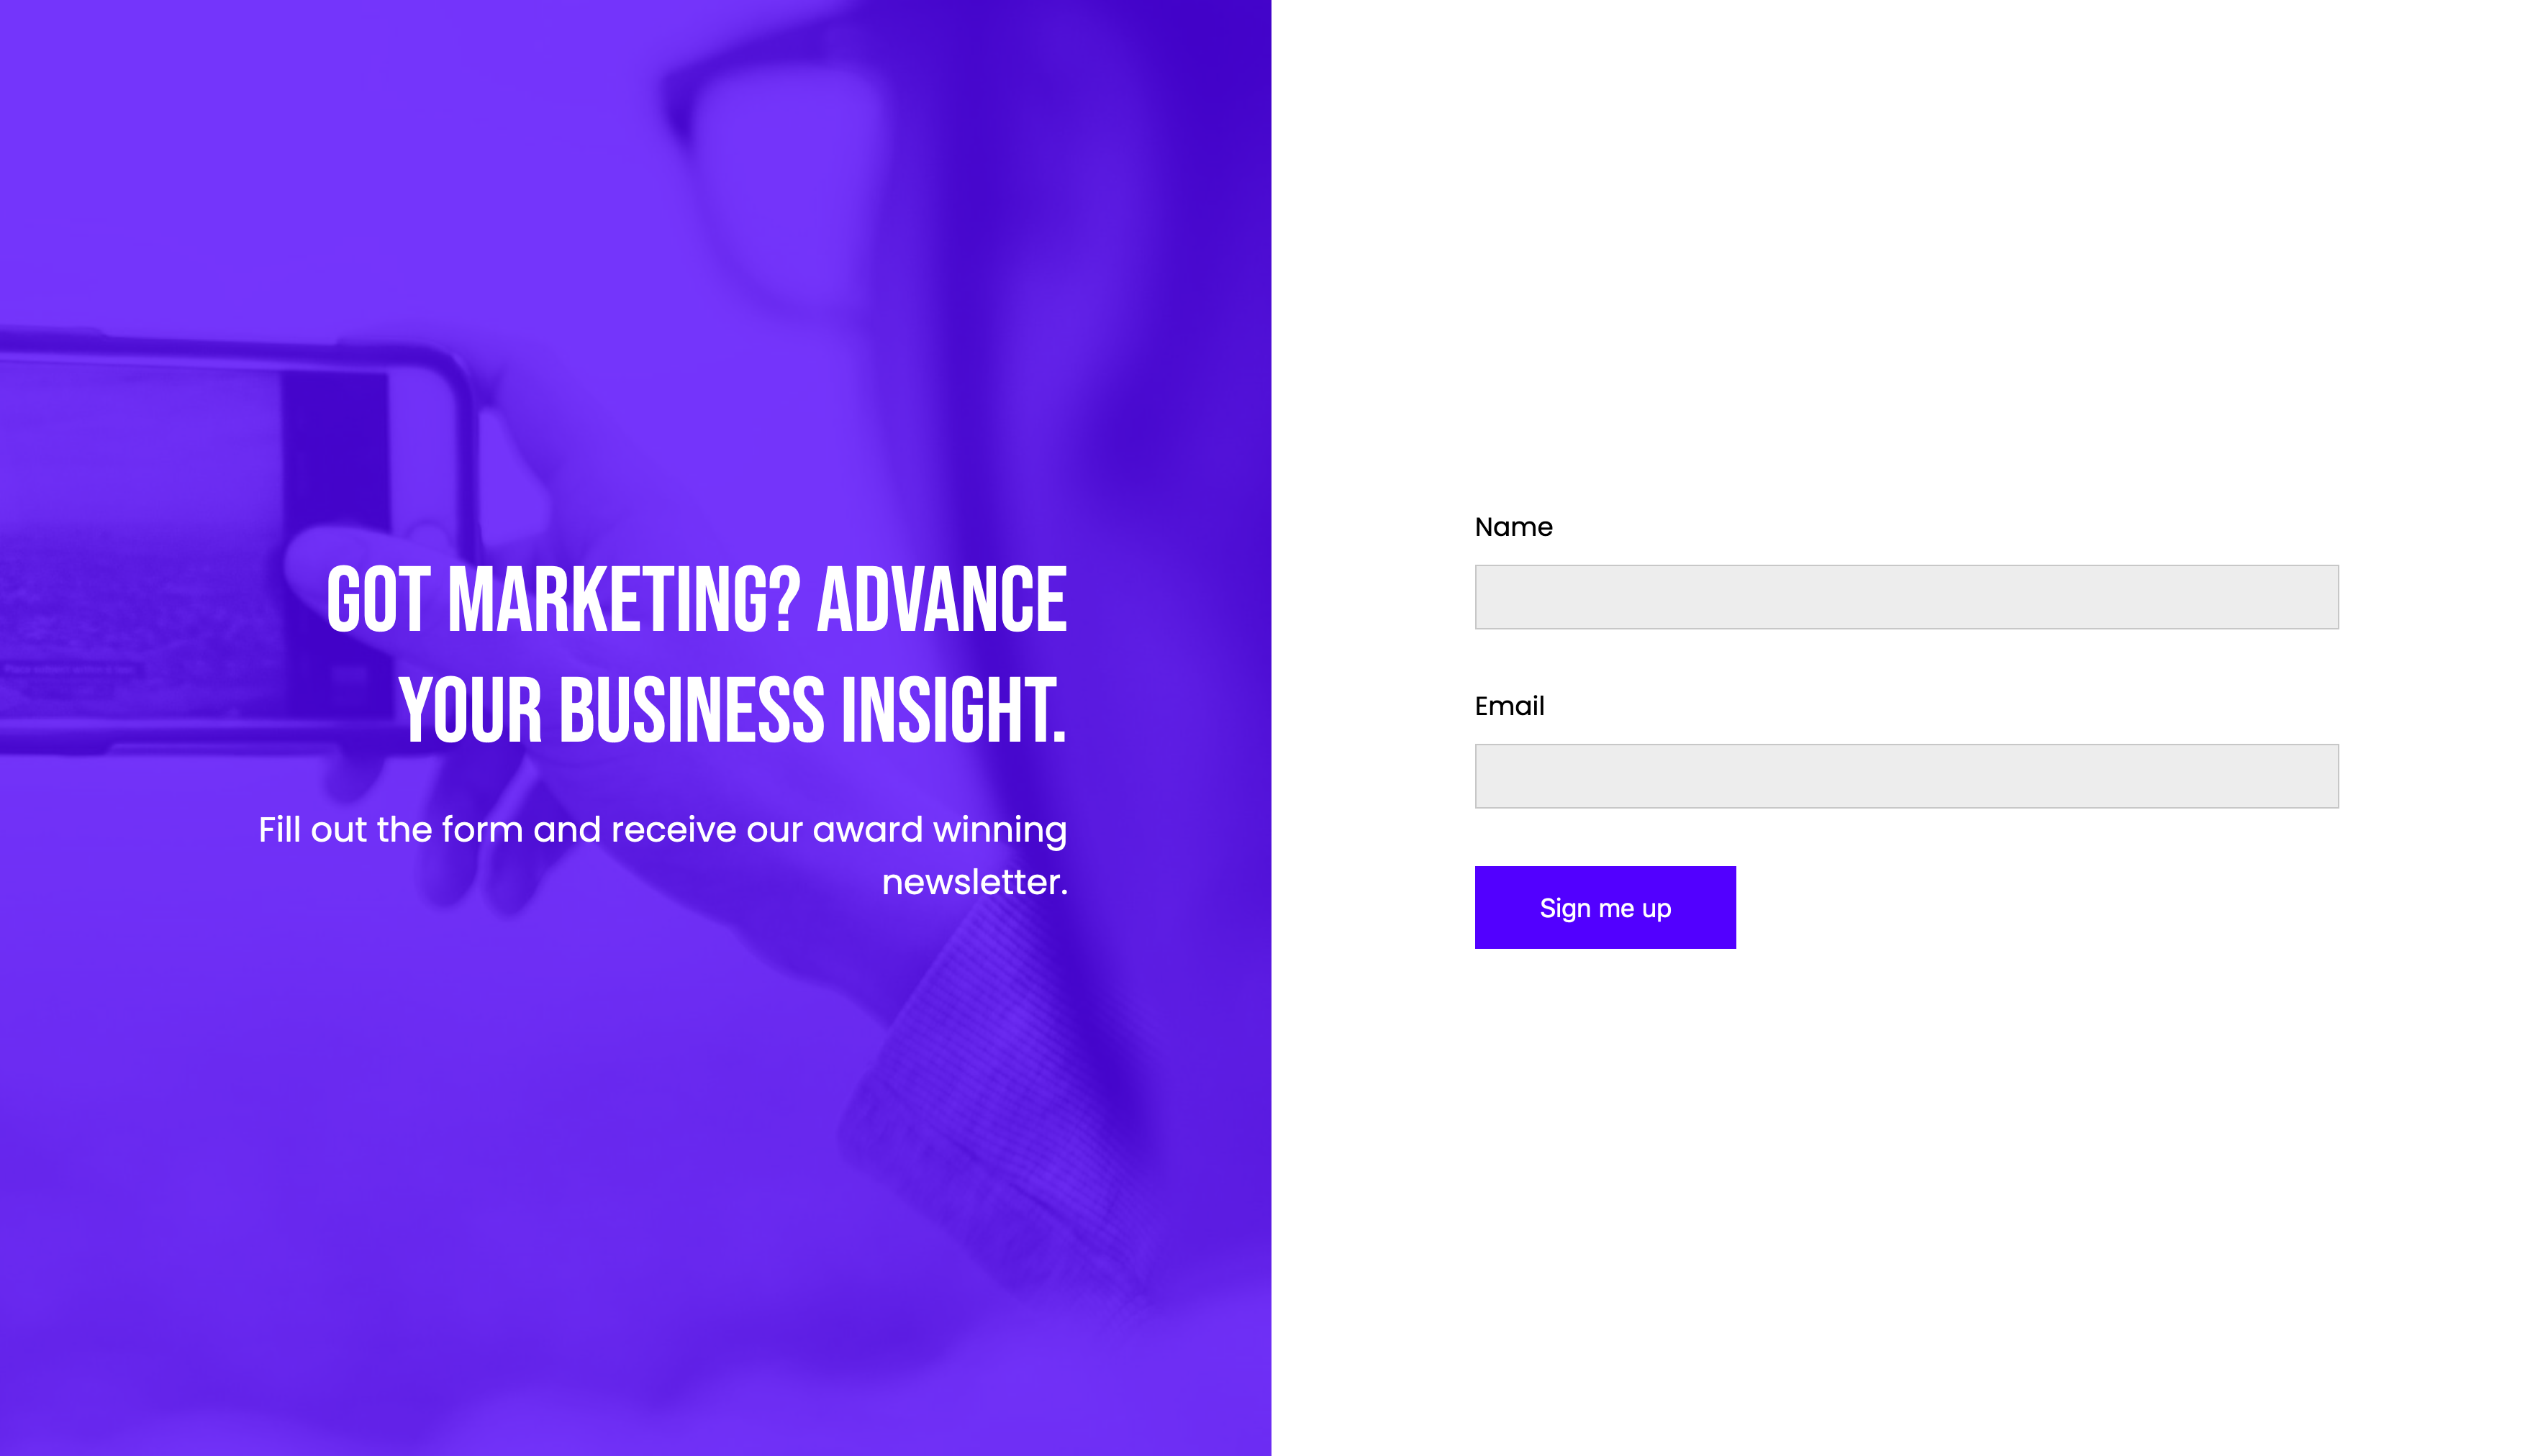 GOT MARKETING? ADVANCE
YOUR BUSINESS INSIGHT.
Fill out the form and receive our award winning
newsletter.
Name
Email
Sign me up